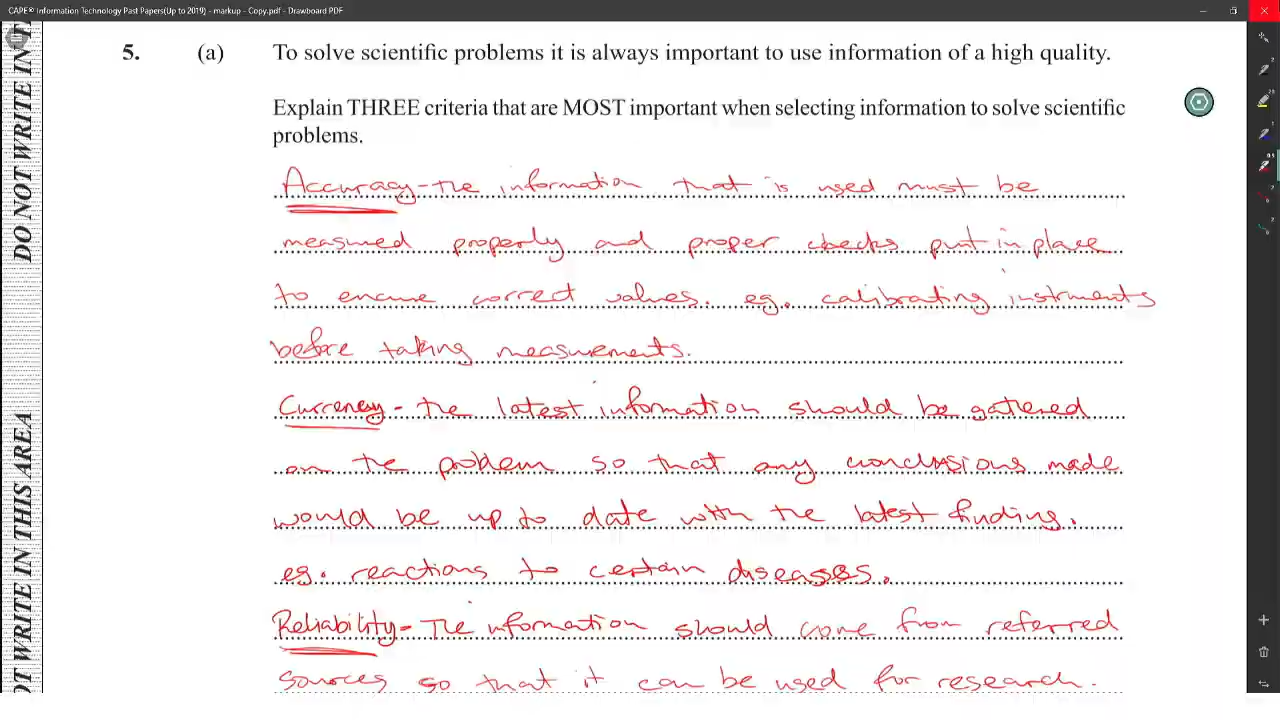 CAPE® Information Technology Past Papers(Up to 2019) - markup - Copy.pdf - Drawboard PDF
5. (a) To solve scientific problems it is always important to use information of a high quality.
Explain THREE criteria that are MOST important when selecting information to solve scientific
problems.
Accuracy - the information that is used must be
measured properly and proper checks put in place
to ensure correct values. eg. calibrating instruments
before taking measurements.
Currency - the latest information should be gathered
on the problem so that any conclusions made
would be up to date with the latest finding.
eg. reactions to certain diseases.
Reliability - The information should come from referred
sources so that it can be used for research.
DO NOT WRITE INT
OT WRITE IN THIS AREA